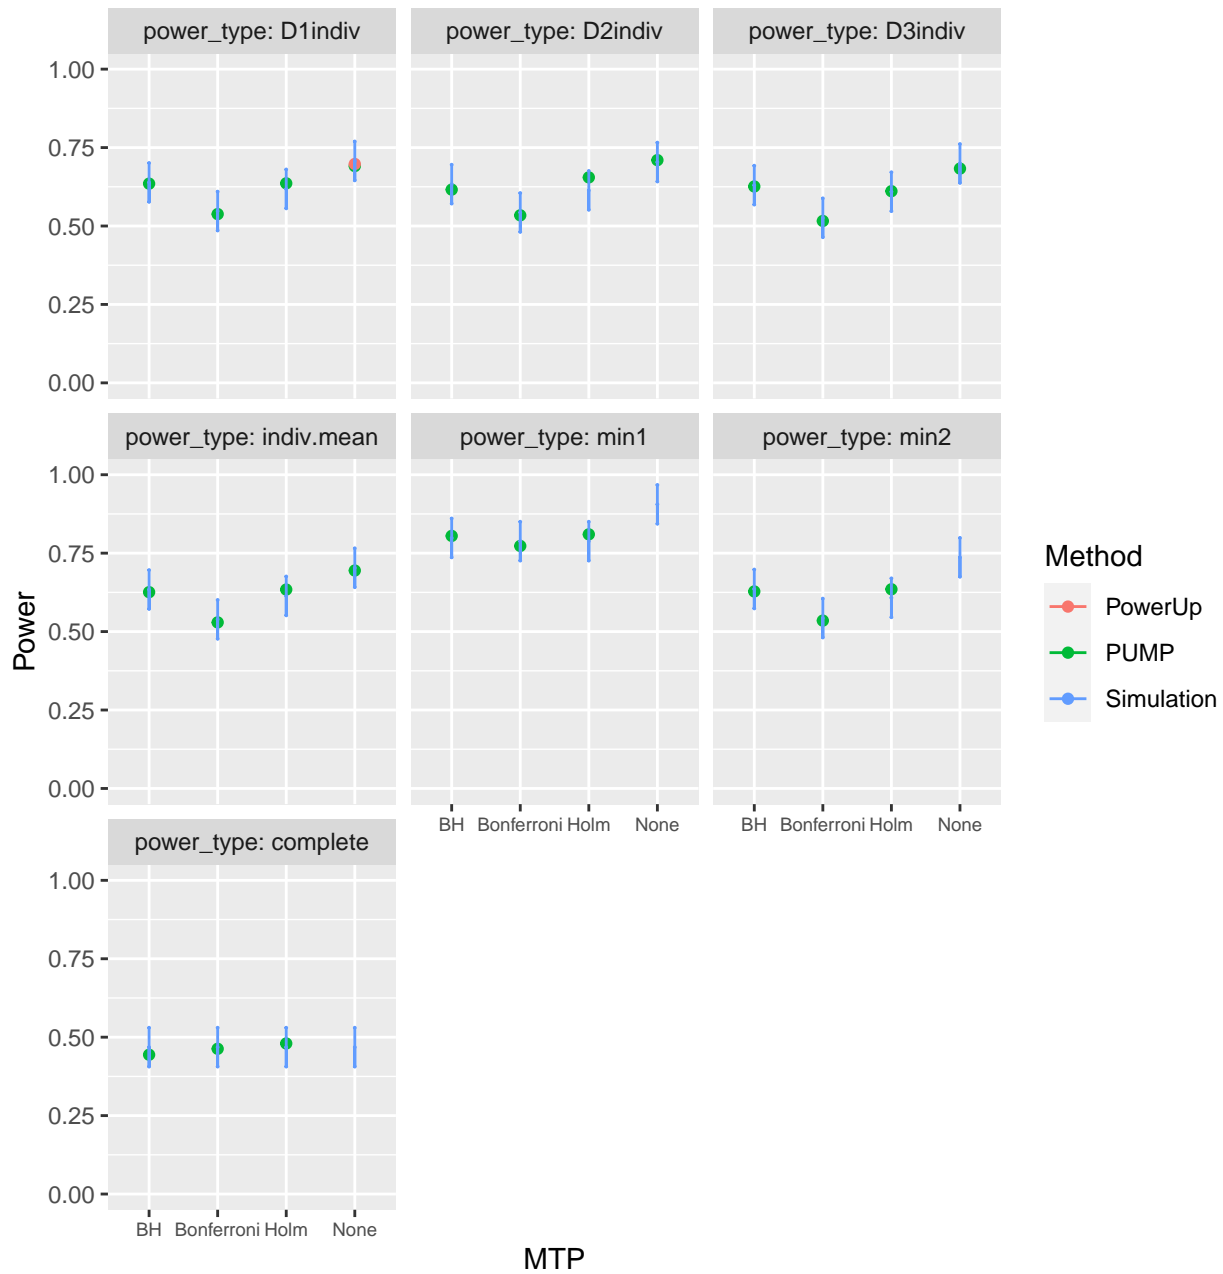 power_type: D1indiv power_type: D2indiv power_type: D3indiv
1.00
0.75
0.50
0.25
0.00
power_type: indiv.mean power_type: min1 power_type: min2
1.00
0.75
0.50
0.25
0.00
BH Bonferroni Holm None BH Bonferroni Holm None
power_type: complete
1.00
0.75
0.50
0.25
0.00
BH Bonferroni Holm None
MTP
Power
Method
PowerUp
PUMP
Simulation